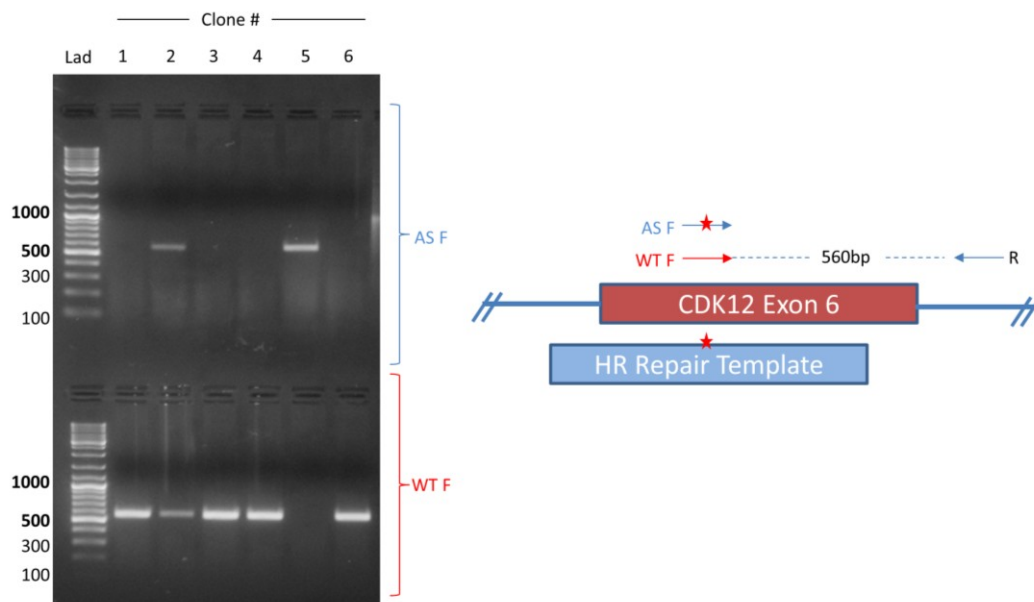 Clone #
Lad 1 2 3 4 5 6
1000
500
300
100
AS F
1000
500
300
100
WT F
AS F
WT F 560bp R
CDK12 Exon 6
HR Repair Template